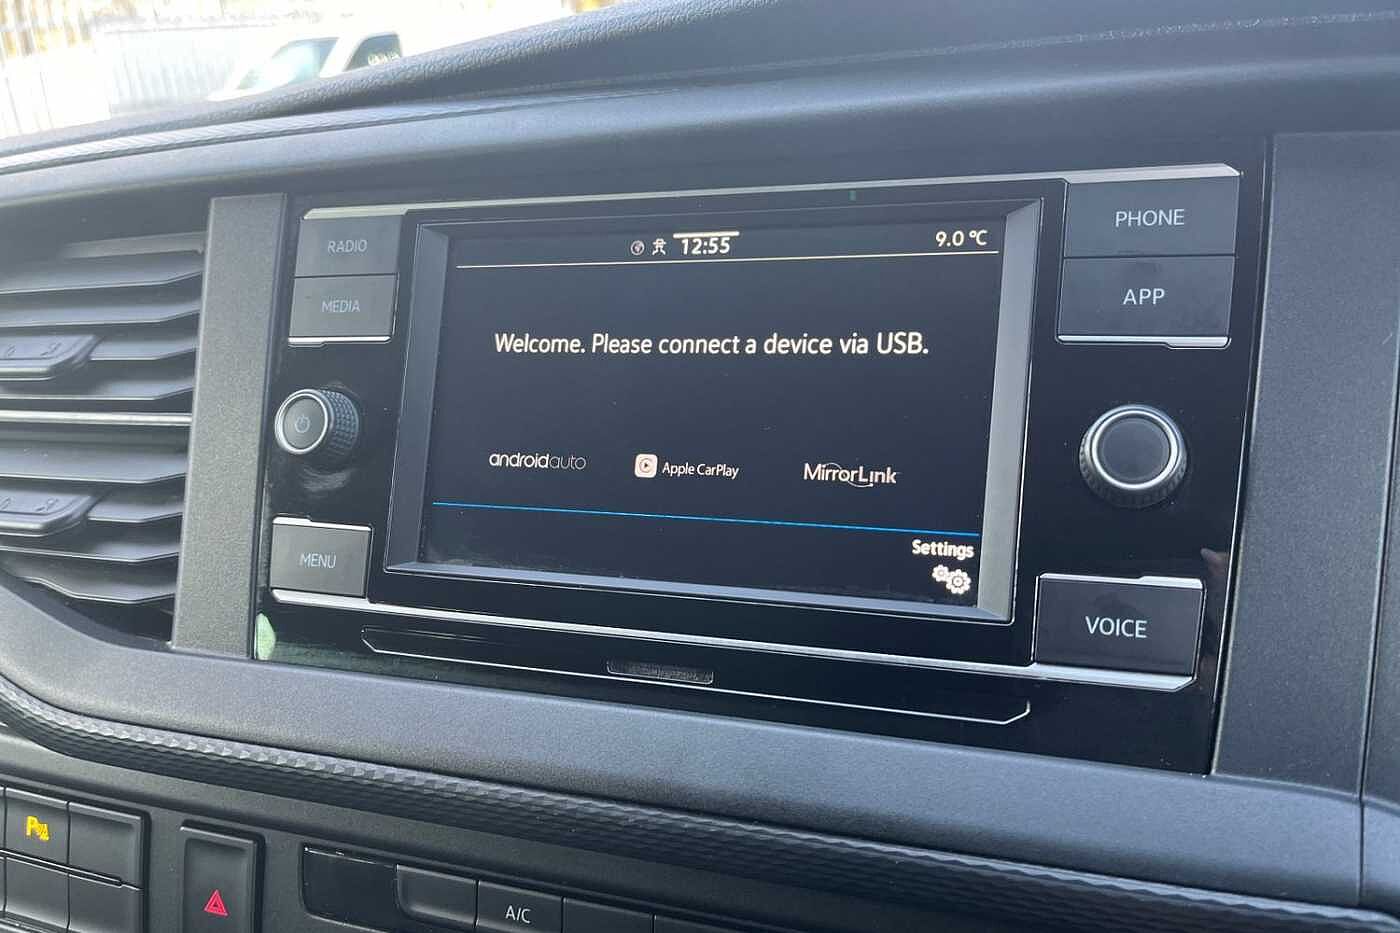 RADIO
MEDIA
MENU
12:55
9.0 °C
Welcome. Please connect a device via USB.
androidauto
Apple CarPlay
MirrorLink
Settings
PHONE
APP
VOICE
P
A/C